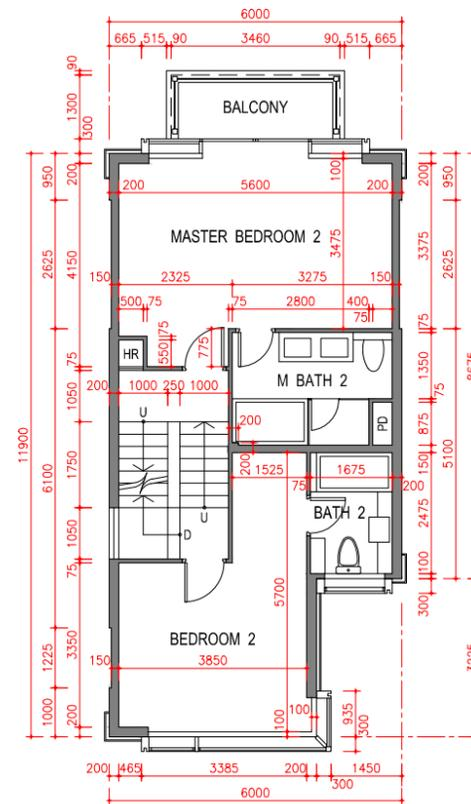 6000
665 515 90 3460 90 515 665
90
1300
300
BALCONY
950 200 200 950
200 5600 100 200
MASTER BEDROOM 2
2625 4150 3475 3375 2625
150 2325 3275 150
500 75 75 2800 400
75
HR 550 75 775 175
75 M BATH 2 1350 75
200 1000 250 1000
1050 200 PD 875
U
11900 6100 1750 200 1525 75 1675 150 200 5100
BATH 2 2475
U
D
1050
75 5700 100
300
BEDROOM 2
3350
1225 150 3850
1000 200 100 100 935 300
200 465 3385 200 1450
300
6000